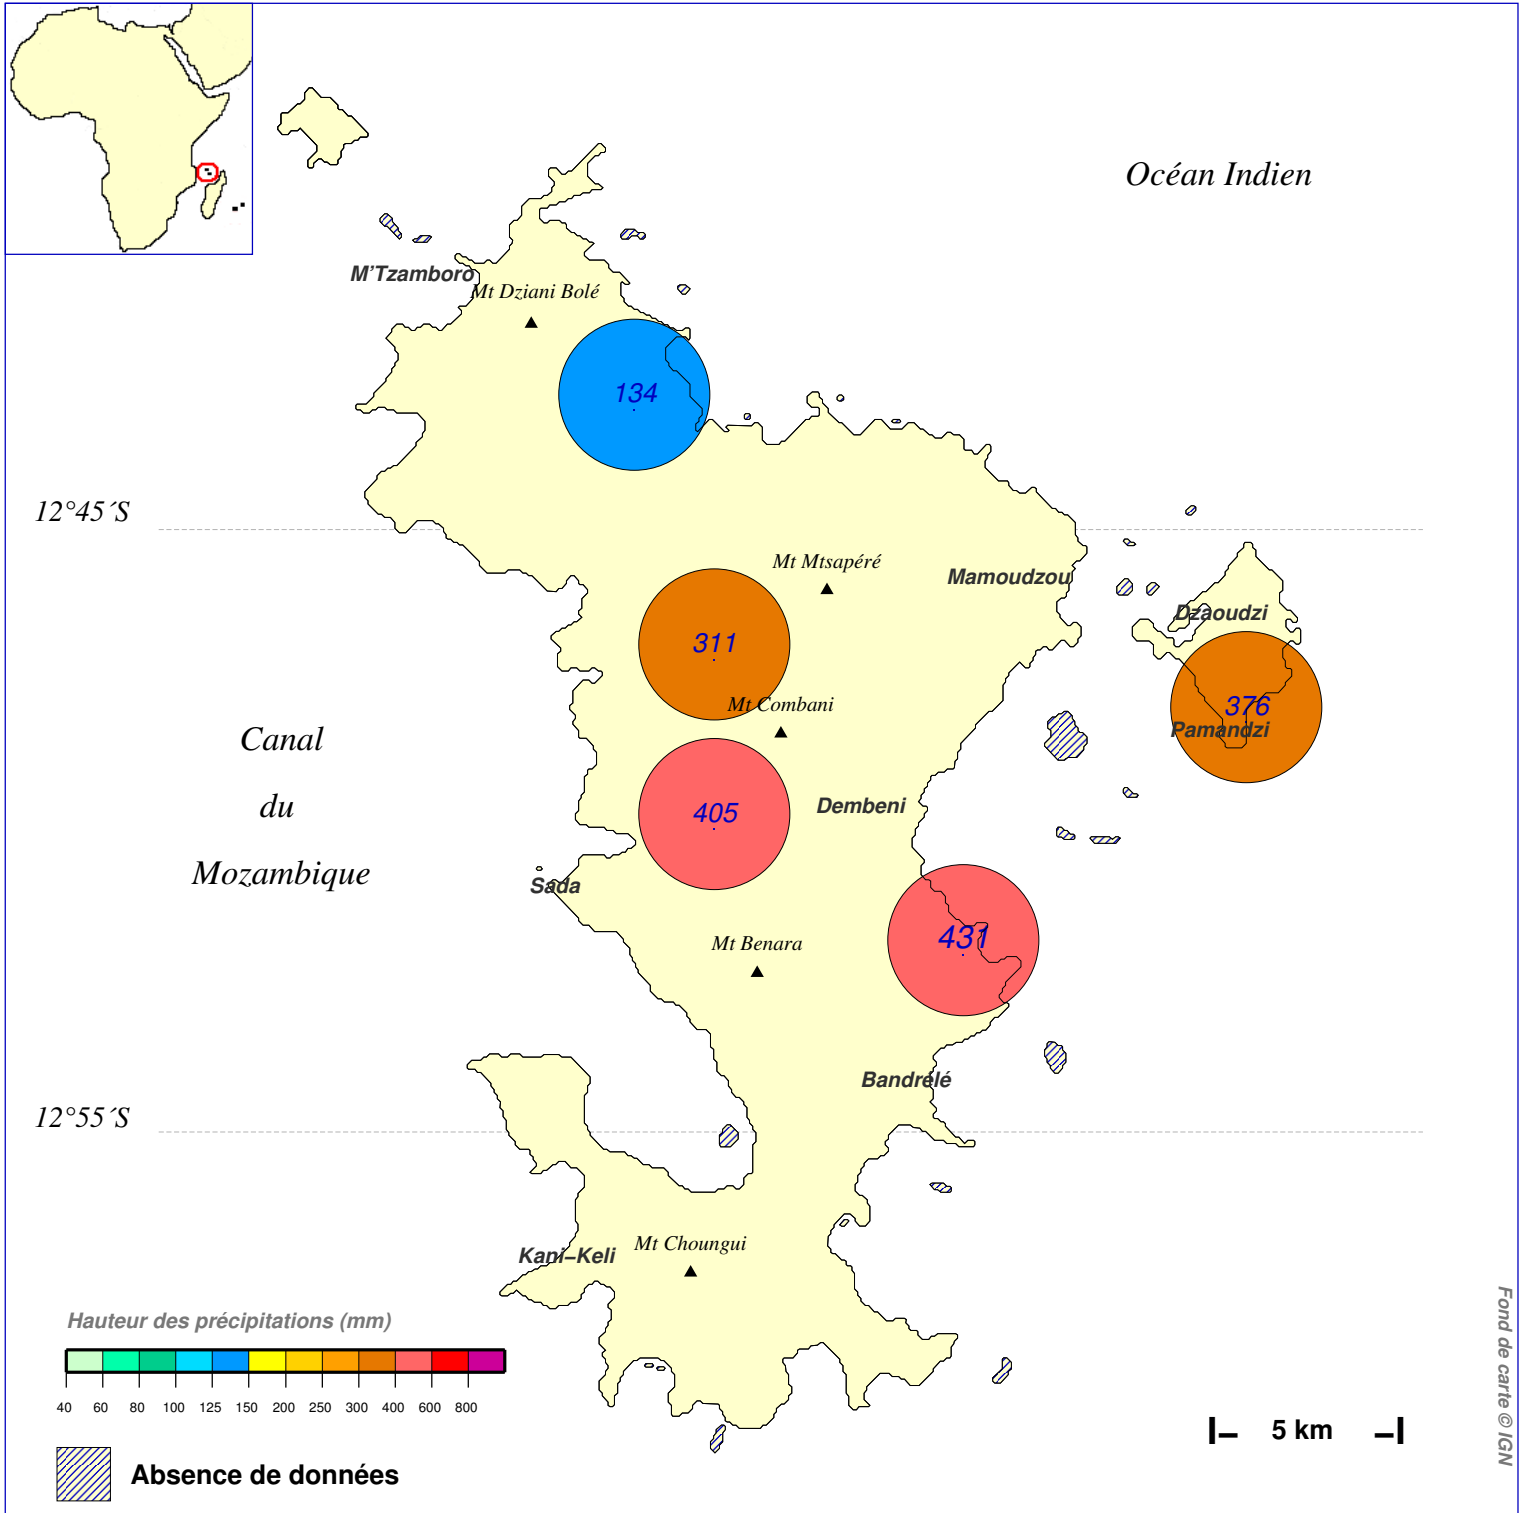 Océan Indien
M'Tzamboro
Mt Dziani Bolé
134
12°45´S
Mt Mtsapéré
Mamoudzou
Dzaoudzi
311
376
Mt Combani
Pamandzi
Canal
du
Mozambique
405
Dembeni
Sada
431
Mt Benara
Bandrélé
12°55´S
Kani–Keli
Mt Choungui
Hauteur des précipitations (mm)
40 60 80 100 125 150 200 250 300 400 600 800
5 km
Absence de données
Fond de carte © IGN